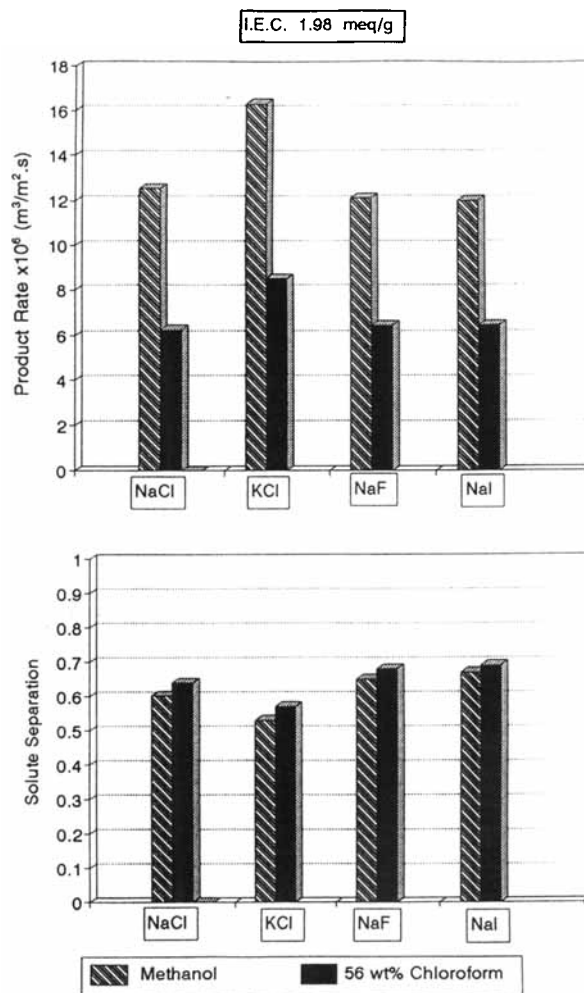 I.E.C. 1.98 meq/g
Product Rate x10⁶ (m³/m².s)
18
16
14
12
10
8
6
4
2
0
NaCl
KCl
NaF
NaI
Solute Separation
1
0.9
0.8
0.7
0.6
0.5
0.4
0.3
0.2
0.1
0
NaCl
KCl
NaF
NaI
Methanol
56 wt% Chloroform